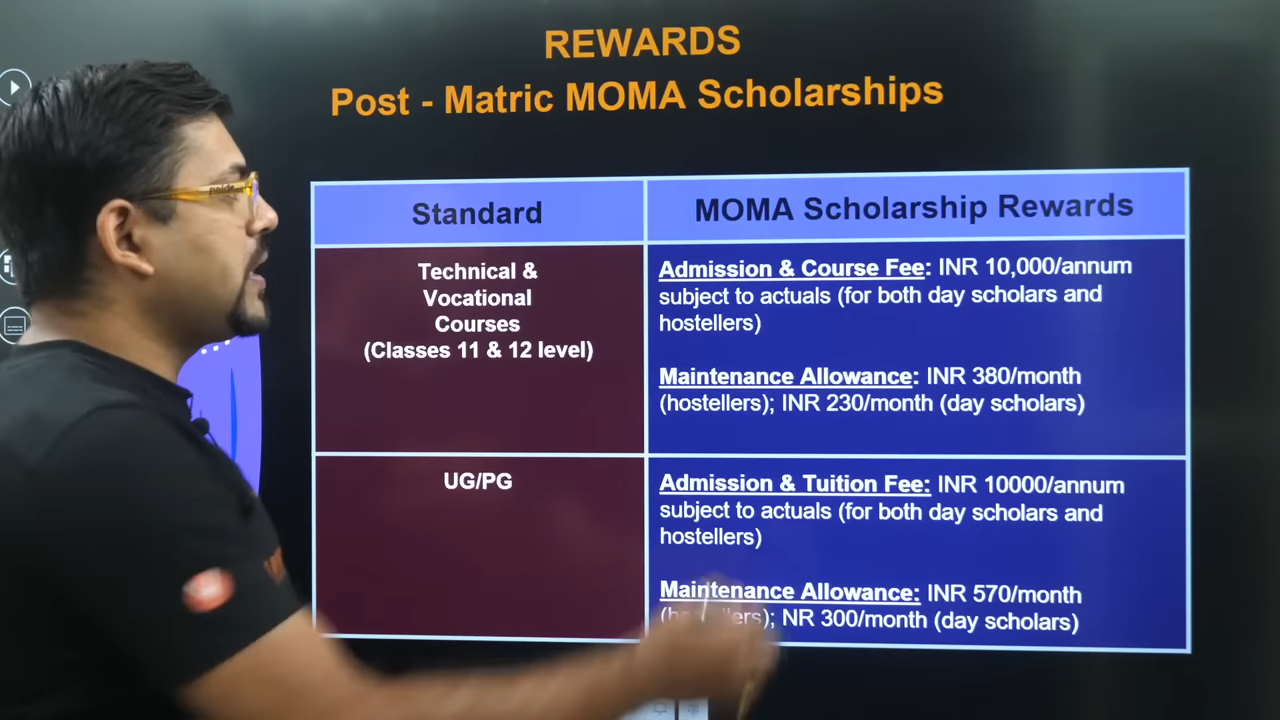 REWARDS
Post - Matric MOMA Scholarships
Standard
MOMA Scholarship Rewards
Technical &
Vocational
Courses
(Classes 11 & 12 level)
Admission & Course Fee: INR 10,000/annum
subject to actuals (for both day scholars and
hostellers)
Maintenance Allowance: INR 380/month
(hostellers); INR 230/month (day scholars)
UG/PG
Admission & Tuition Fee: INR 10000/annum
subject to actuals (for both day scholars and
hostellers)
Maintenance Allowance: INR 570/month
(hostellers); NR 300/month (day scholars)